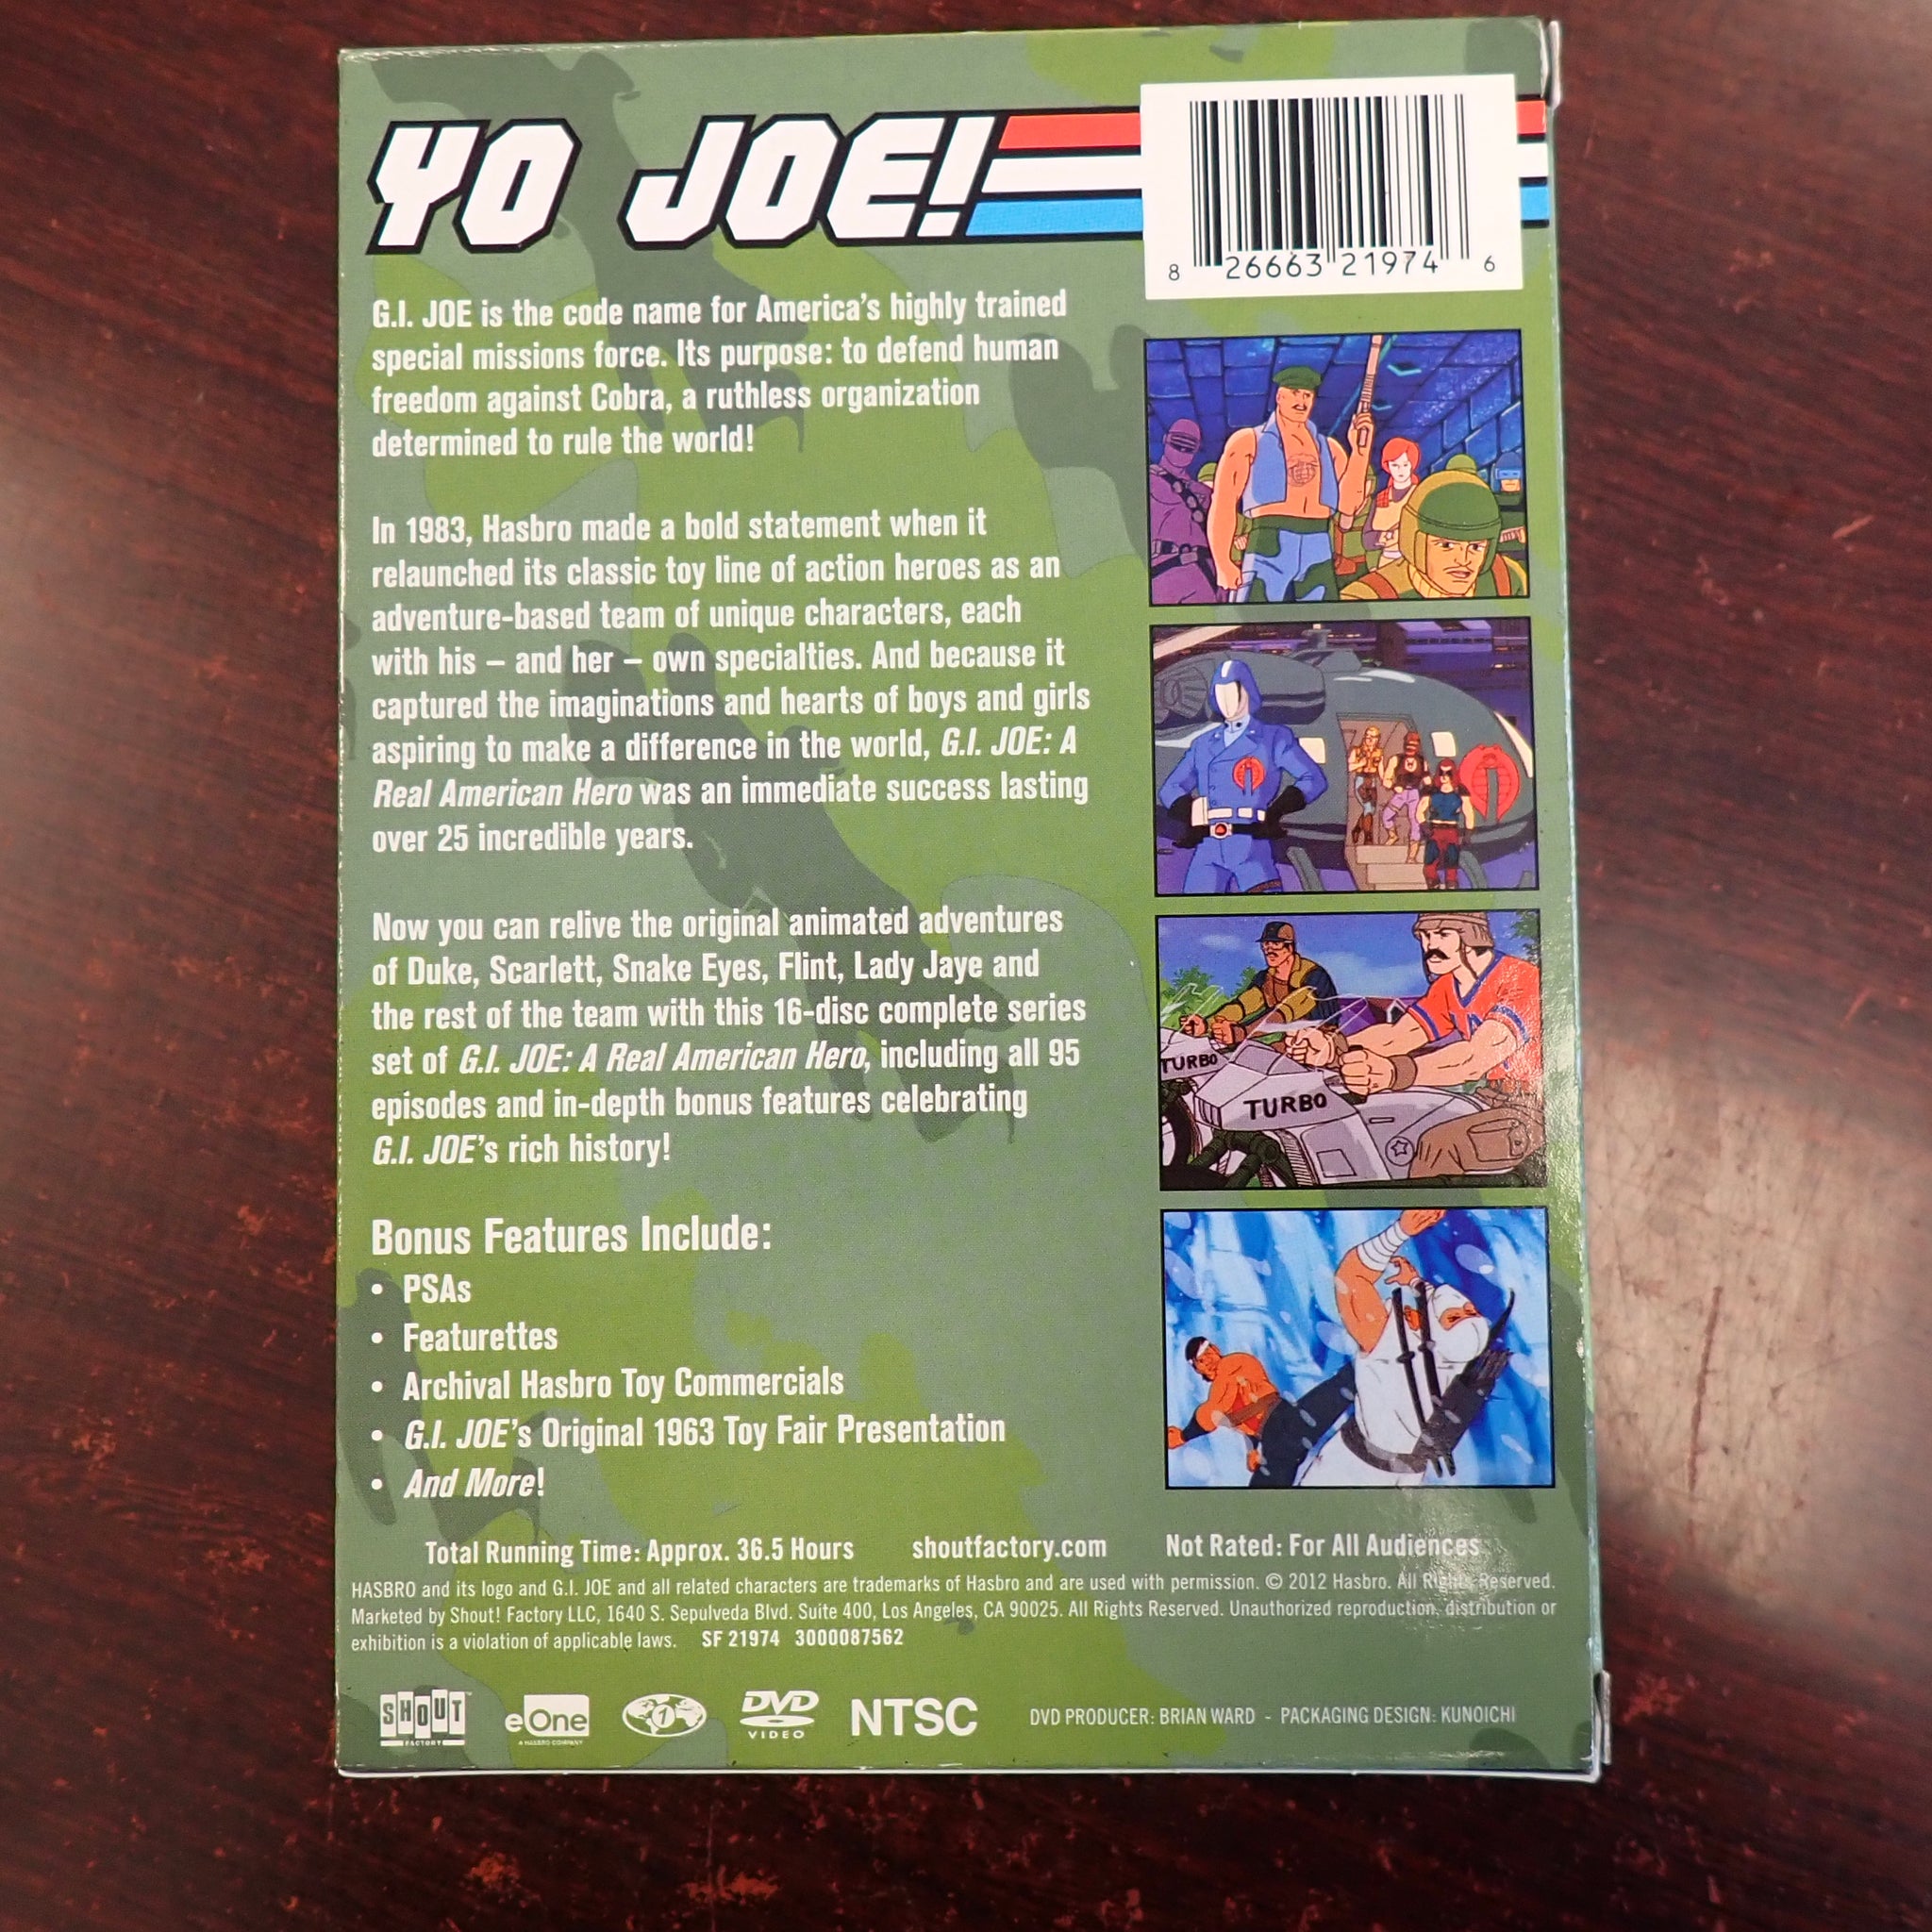 YO JOE!
8 26663 21974 6
G.I. JOE is the code name for America's highly trained
special missions force. Its purpose: to defend human
freedom against Cobra, a ruthless organization
determined to rule the world!
In 1983, Hasbro made a bold statement when it
relaunched its classic toy line of action heroes as an
adventure-based team of unique characters, each
with his – and her – own specialties. And because it
captured the imaginations and hearts of boys and girls
aspiring to make a difference in the world, G.I. JOE: A
Real American Hero was an immediate success lasting
over 25 incredible years.
Now you can relive the original animated adventures
of Duke, Scarlett, Snake Eyes, Flint, Lady Jaye and
the rest of the team with this 16-disc complete series
set of G.I. JOE: A Real American Hero, including all 95
episodes and in-depth bonus features celebrating
G.I. JOE's rich history!
TURBO
TURBO
Bonus Features Include:
• PSAs
• Featurettes
• Archival Hasbro Toy Commercials
• G.I. JOE's Original 1963 Toy Fair Presentation
• And More!
Total Running Time: Approx. 36.5 Hours shoutfactory.com Not Rated: For All Audiences
HASBRO and its logo and G.I. JOE and all related characters are trademarks of Hasbro and are used with permission. © 2012 Hasbro. All Rights Reserved.
Marketed by Shout! Factory LLC, 1640 S. Sepulveda Blvd. Suite 400, Los Angeles, CA 90025. All Rights Reserved. Unauthorized reproduction, distribution or
exhibition is a violation of applicable laws. SF 21974 3000087562
SHOUT ™
FACTORY
eOne
A HASBRO COMPANY
1
DVD
VIDEO
NTSC
DVD PRODUCER: BRIAN WARD - PACKAGING DESIGN: KUNOICHI